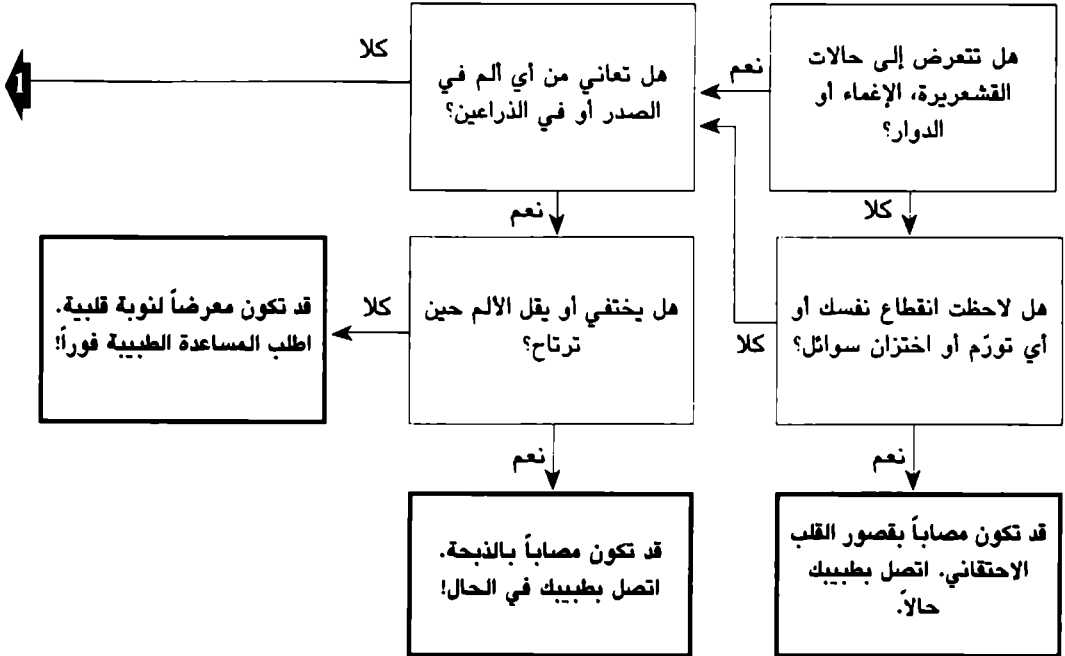 هل تتعرض إلى حالات
القشعريرة، الإغماء أو
الدوار؟
نعم
هل تعاني من أي ألم في
الصدر أو في الذراعين؟
كلا
1
كلا
نعم
هل لاحظت انقطاع نفسك أو
أي تورّم أو اختزان سوائل؟
كلا
هل يختفي أو يقل الألم حين
ترتاح؟
كلا
قد تكون معرضاً لنوبة قلبية.
اطلب المساعدة الطبيبة فوراً!
نعم
نعم
قد تكون مصاباً بقصور القلب
الاحتقاني. اتصل بطبيبك
حالاً.
قد تكون مصاباً بالذبحة.
اتصل بطبيبك في الحال!